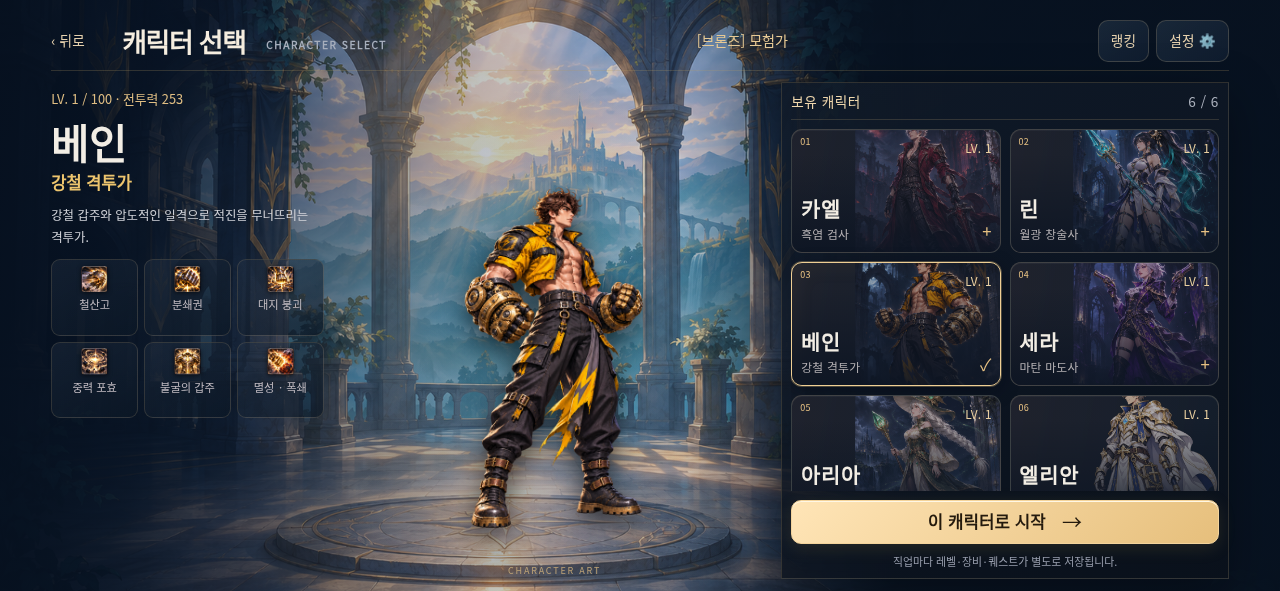 ‹ 뒤로
캐릭터 선택
CHARACTER SELECT
[브론즈] 모험가
랭킹
설정 ⚙️
LV. 1 / 100 · 전투력 253
베인
강철 격투가
강철 갑주와 압도적인 일격으로 적진을 무너뜨리는
격투가.
철산고
분쇄권
대지 붕괴
중력 포효
불굴의 갑주
멸성 · 폭쇄
CHARACTER ART
보유 캐릭터
6 / 6
01
LV. 1
카엘
흑염 검사
+
02
LV. 1
린
월광 창술사
+
03
LV. 1
베인
강철 격투가
✓
04
LV. 1
세라
마탄 마도사
+
05
LV. 1
아리아
06
LV. 1
엘리안
이 캐릭터로 시작 →
직업마다 레벨·장비·퀘스트가 별도로 저장됩니다.